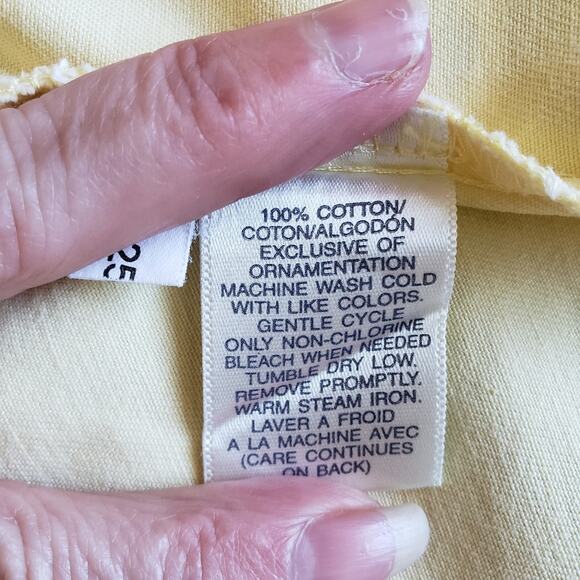 100% COTTON/
COTON/ALGODÓN
EXCLUSIVE OF
ORNAMENTATION
MACHINE WASH COLD
WITH LIKE COLORS.
GENTLE CYCLE
ONLY NON-CHLORINE
BLEACH WHEN NEEDED
TUMBLE DRY LOW.
REMOVE PROMPTLY.
WARM STEAM IRON.
LAVER A FROID
A LA MACHINE AVEC
(CARE CONTINUES
ON BACK)
25